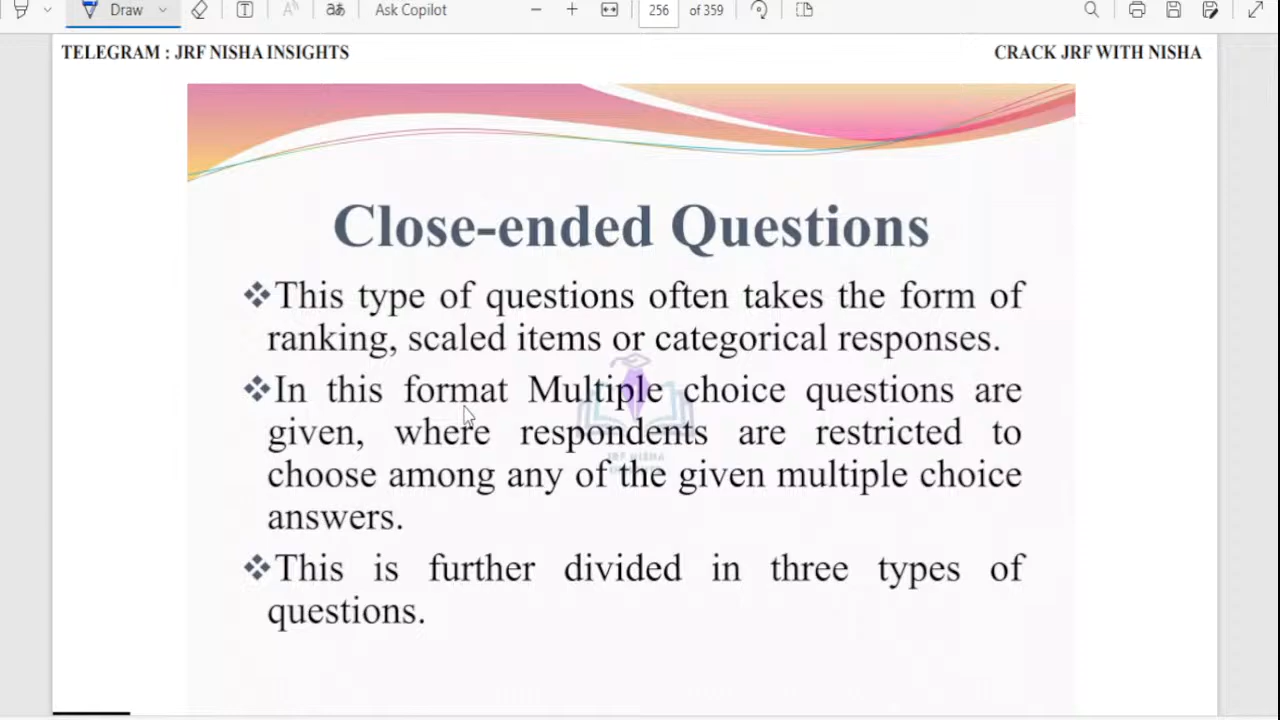 Draw
Ask Copilot
256 of 359
TELEGRAM : JRF NISHA INSIGHTS
CRACK JRF WITH NISHA
Close-ended Questions
❖This type of questions often takes the form of
ranking, scaled items or categorical responses.
❖In this format Multiple choice questions are
given, where respondents are restricted to
choose among any of the given multiple choice
answers.
JRF NISHA
❖This is further divided in three types of
questions.